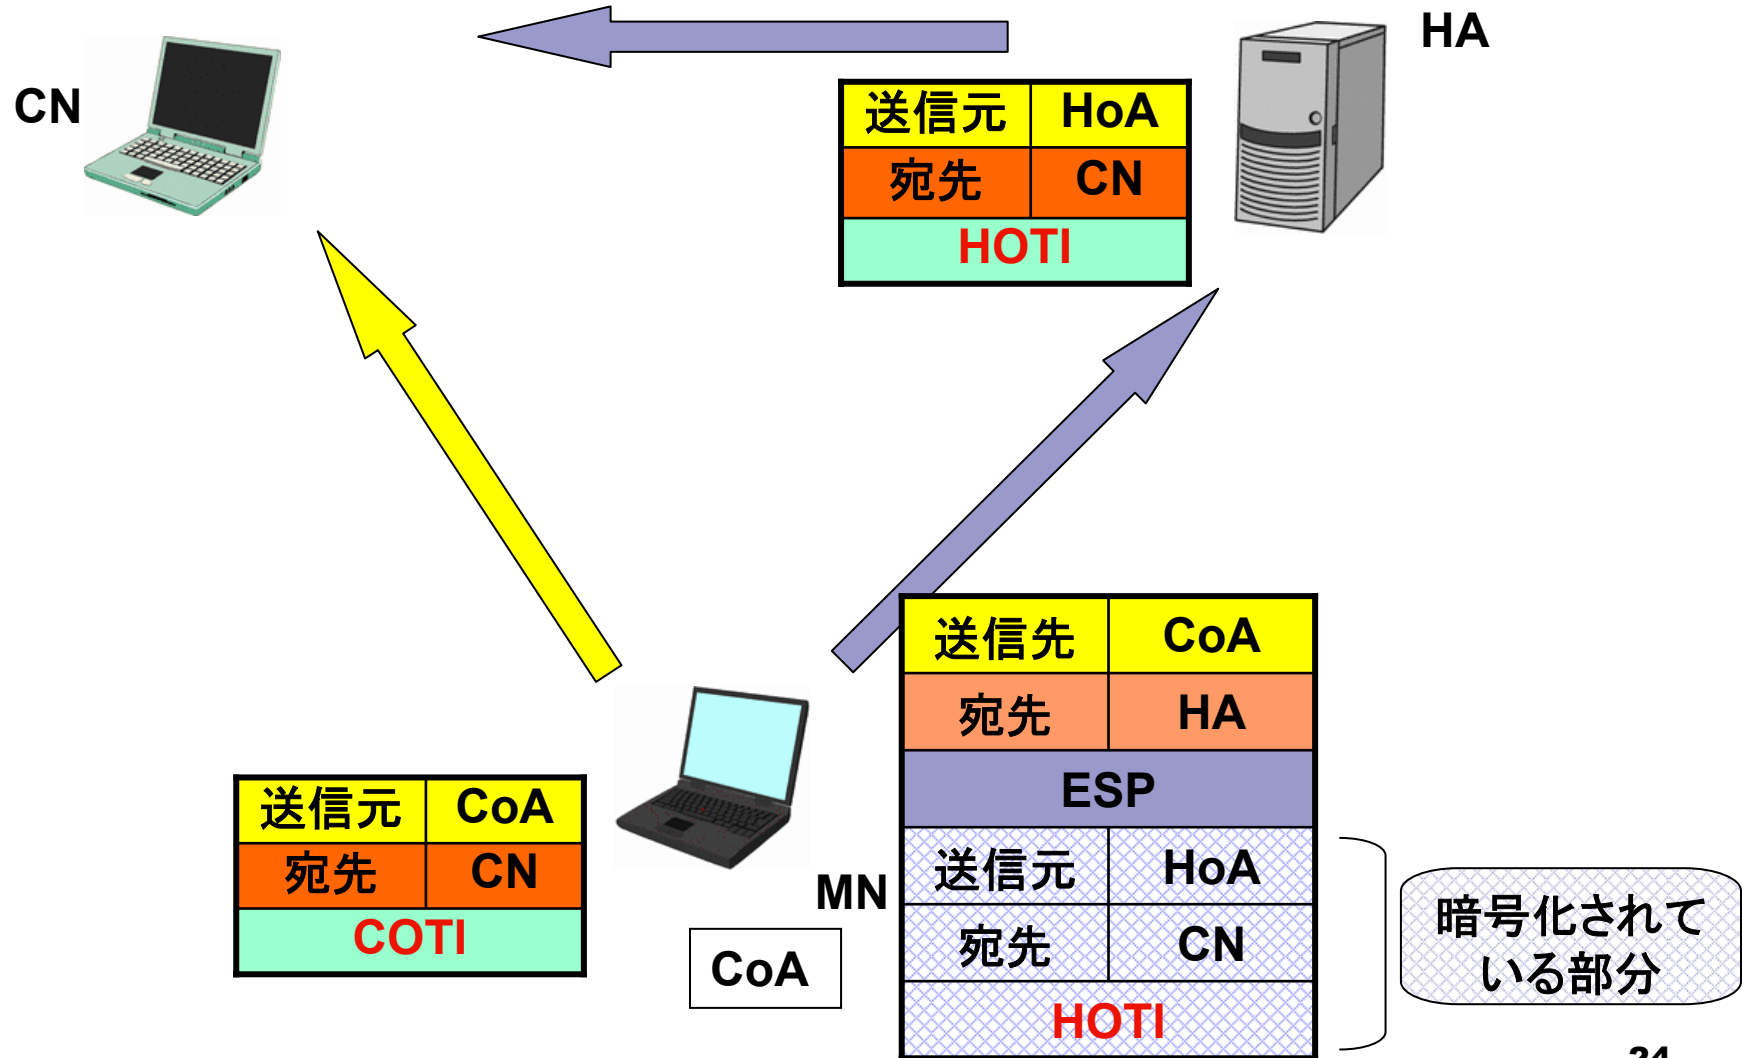 HA
CN
送信元 HoA
宛先 CN
HOTI
送信先 CoA
宛先 HA
ESP
送信元 HoA
宛先 CN
HOTI
送信元 CoA
宛先 CN
COTI
MN
CoA
暗号化されて
いる部分
24